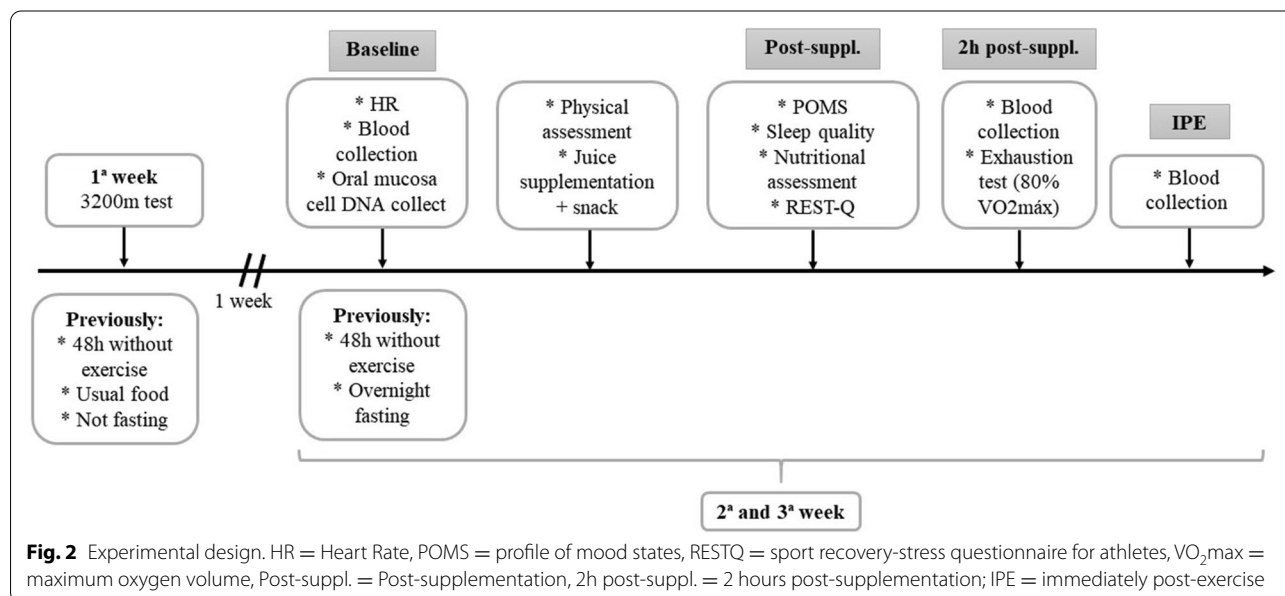 Baseline
* HR
* Blood
collection
* Oral mucosa
cell DNA collect
* Physical
assessment
* Juice
supplementation
+ snack
Post-suppl.
* POMS
* Sleep quality
* Nutritional
assessment
* REST-Q
2h post-suppl.
* Blood
collection
* Exhaustion
test (80%
VO2máx)
IPE
* Blood
collection
1ª week
3200m test
1 week
Previously:
* 48h without
exercise
* Usual food
* Not fasting
Previously:
* 48h without
exercise
* Overnight
fasting
2ª and 3ª week
Fig. 2 Experimental design. HR = Heart Rate, POMS = profile of mood states, RESTQ = sport recovery-stress questionnaire for athletes, VO₂max =
maximum oxygen volume, Post-suppl. = Post-supplementation, 2h post-suppl. = 2 hours post-supplementation; IPE = immediately post-exercise